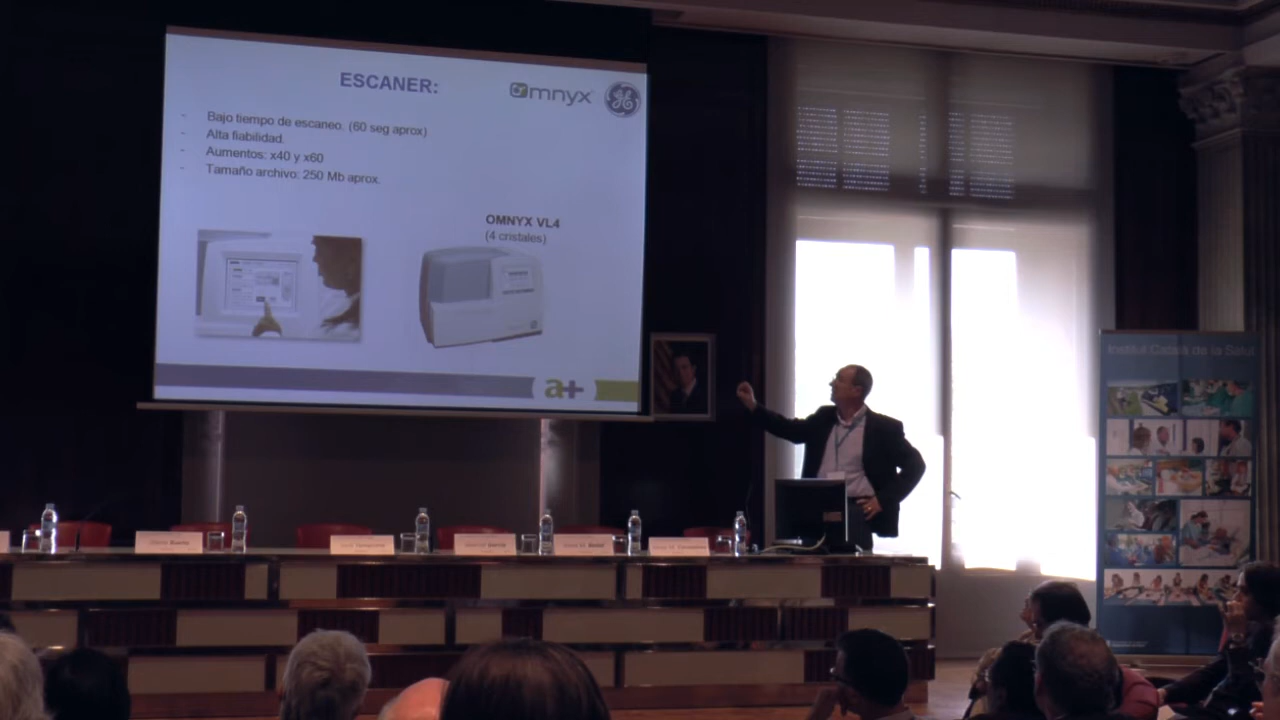 ESCANER:
Omnyx
GE
- Bajo tiempo de escaneo. (60 seg aprox)
- Alta fiabilidad.
- Aumentos: x40 y x60
- Tamaño archivo: 250 Mb aprox.
OMNYX VL4
(4 cristales)
a+
Institut Català de la Salut